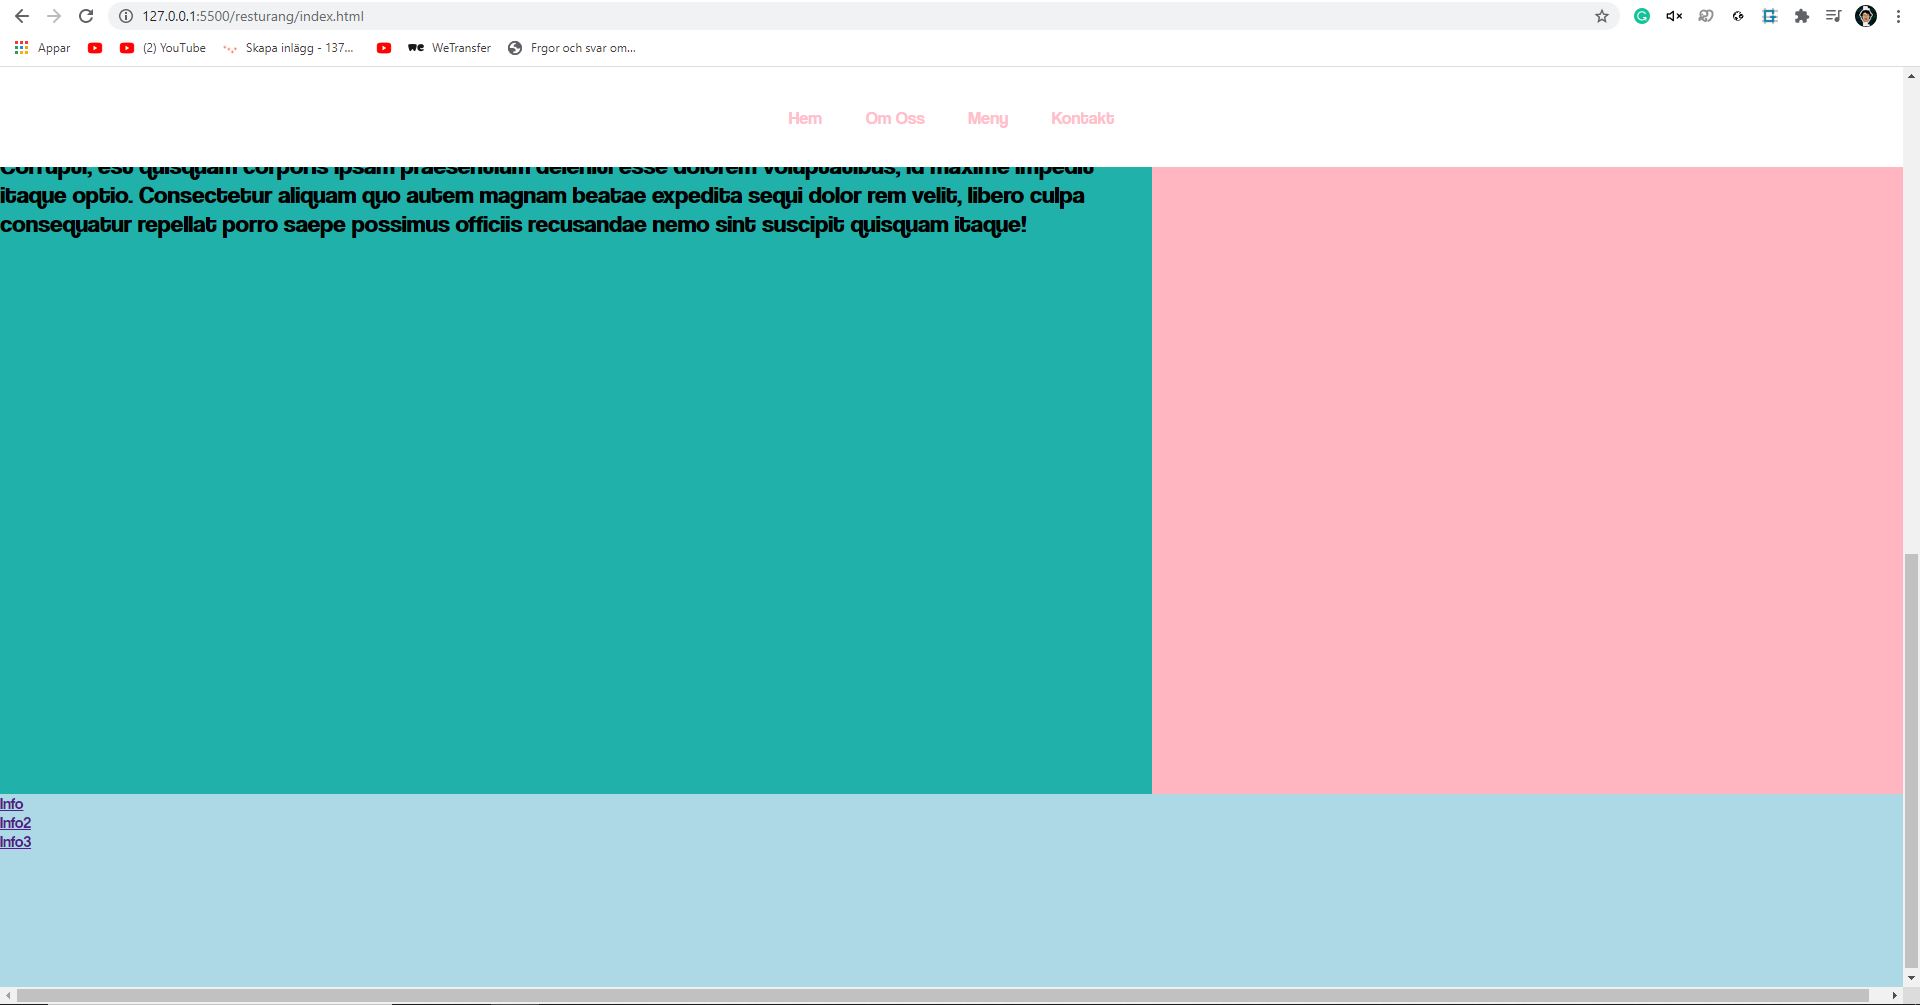 127.0.0.1:5500/resturang/index.html
Appar (2) YouTube Skapa inlägg - 137... WeTransfer Frgor och svar om...
Hem Om Oss Meny Kontakt
Corrupti, est quisquam corporis ipsam praesentium deleniti esse dolorem voluptatibus, id maxime impedit
itaque optio. Consectetur aliquam quo autem magnam beatae expedita sequi dolor rem velit, libero culpa
consequatur repellat porro saepe possimus officiis recusandae nemo sint suscipit quisquam itaque!
Info
Info2
Info3